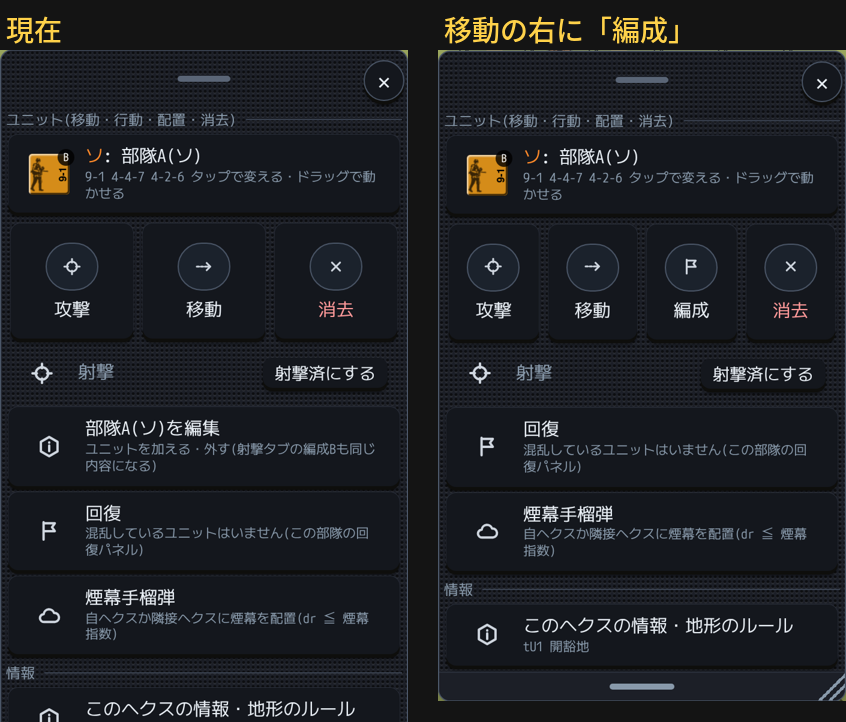 現在
ユニット(移動・行動・配置・消去)
B
9-1
ソ: 部隊A(ソ)
9-1 4-4-7 4-2-6 タップで変える・ドラッグで動
かせる
攻撃
移動
消去
射撃
射撃済にする
部隊A(ソ)を編集
ユニットを加える・外す(射撃タブの編成Bも同じ
内容になる)
回復
混乱しているユニットはいません(この部隊の回
復パネル)
煙幕手榴弾
自ヘクスか隣接ヘクスに煙幕を配置(dr ≦ 煙幕
指数)
情報
このヘクスの情報・地形のルール
移動の右に「編成」
ユニット(移動・行動・配置・消去)
B
9-1
ソ: 部隊A(ソ)
9-1 4-4-7 4-2-6 タップで変える・ドラッグで動
かせる
攻撃
移動
編成
消去
射撃
射撃済にする
回復
混乱しているユニットはいません(この部隊の回
復パネル)
煙幕手榴弾
自ヘクスか隣接ヘクスに煙幕を配置(dr ≦ 煙幕
指数)
情報
このヘクスの情報・地形のルール
tU1 開豁地